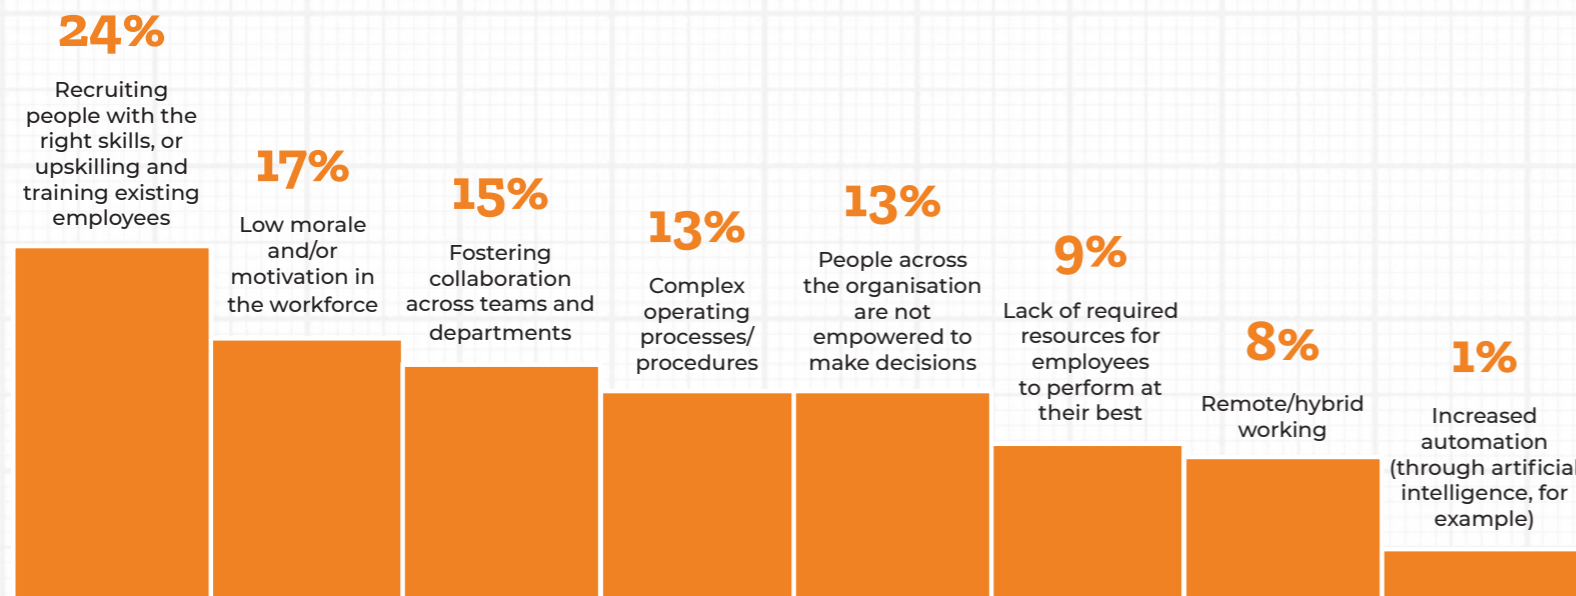 24%
Recruiting
people with the
right skills, or
upskilling and
training existing
employees
17%
Low morale
and/or
motivation in
the workforce
15%
Fostering
collaboration
across teams and
departments
13%
Complex
operating
processes/
procedures
13%
People across
the organisation
are not
empowered to
make decisions
9%
Lack of required
resources for
employees
to perform at
their best
8%
Remote/hybrid
working
1%
Increased
automation
(through artificial
intelligence, for
example)